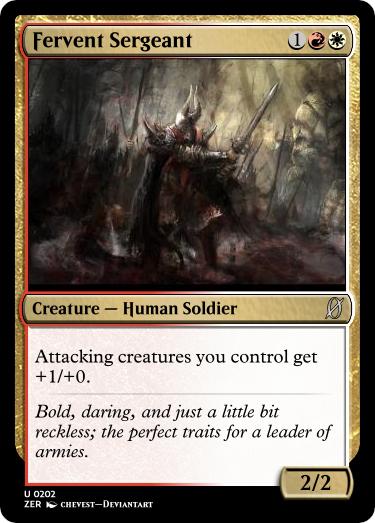 Fervent Sergeant 1
Creature — Human Soldier
Attacking creatures you control get
+1/+0.
Bold, daring, and just a little bit
reckless; the perfect traits for a leader of
armies.
2/2
U 0202
ZER CHEVEST—DEVIANTART